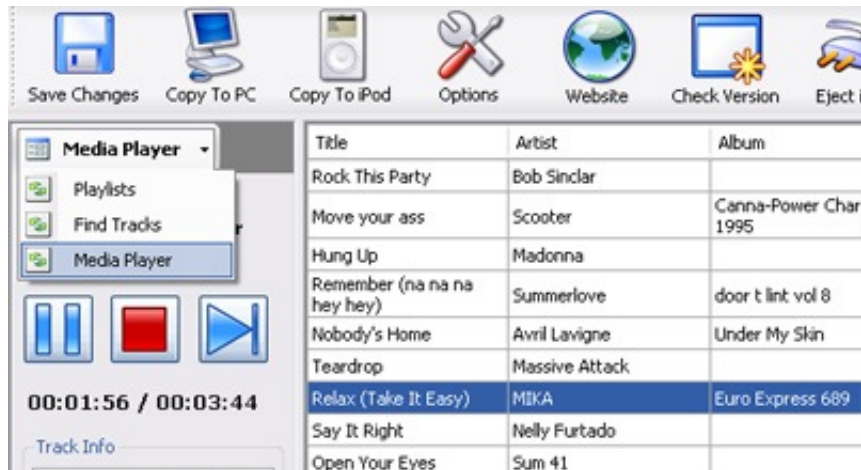 Save Changes Copy To PC Copy To iPod Options Website Check Version Eject i
Media Player
Playlists
Find Tracks
Media Player
00:01:56 / 00:03:44
Track Info
Title Artist Album
Rock This Party Bob Sinclar
Move your ass Scooter Canna-Power Char
1995
Hung Up Madonna
Remember (na na na
hey hey) Summerlove door t lint vol 8
Nobody's Home Avril Lavigne Under My Skin
Teardrop Massive Attack
Relax (Take It Easy) MIKA Euro Express 689
Say It Right Nelly Furtado
Open Your Eyes Sum 41